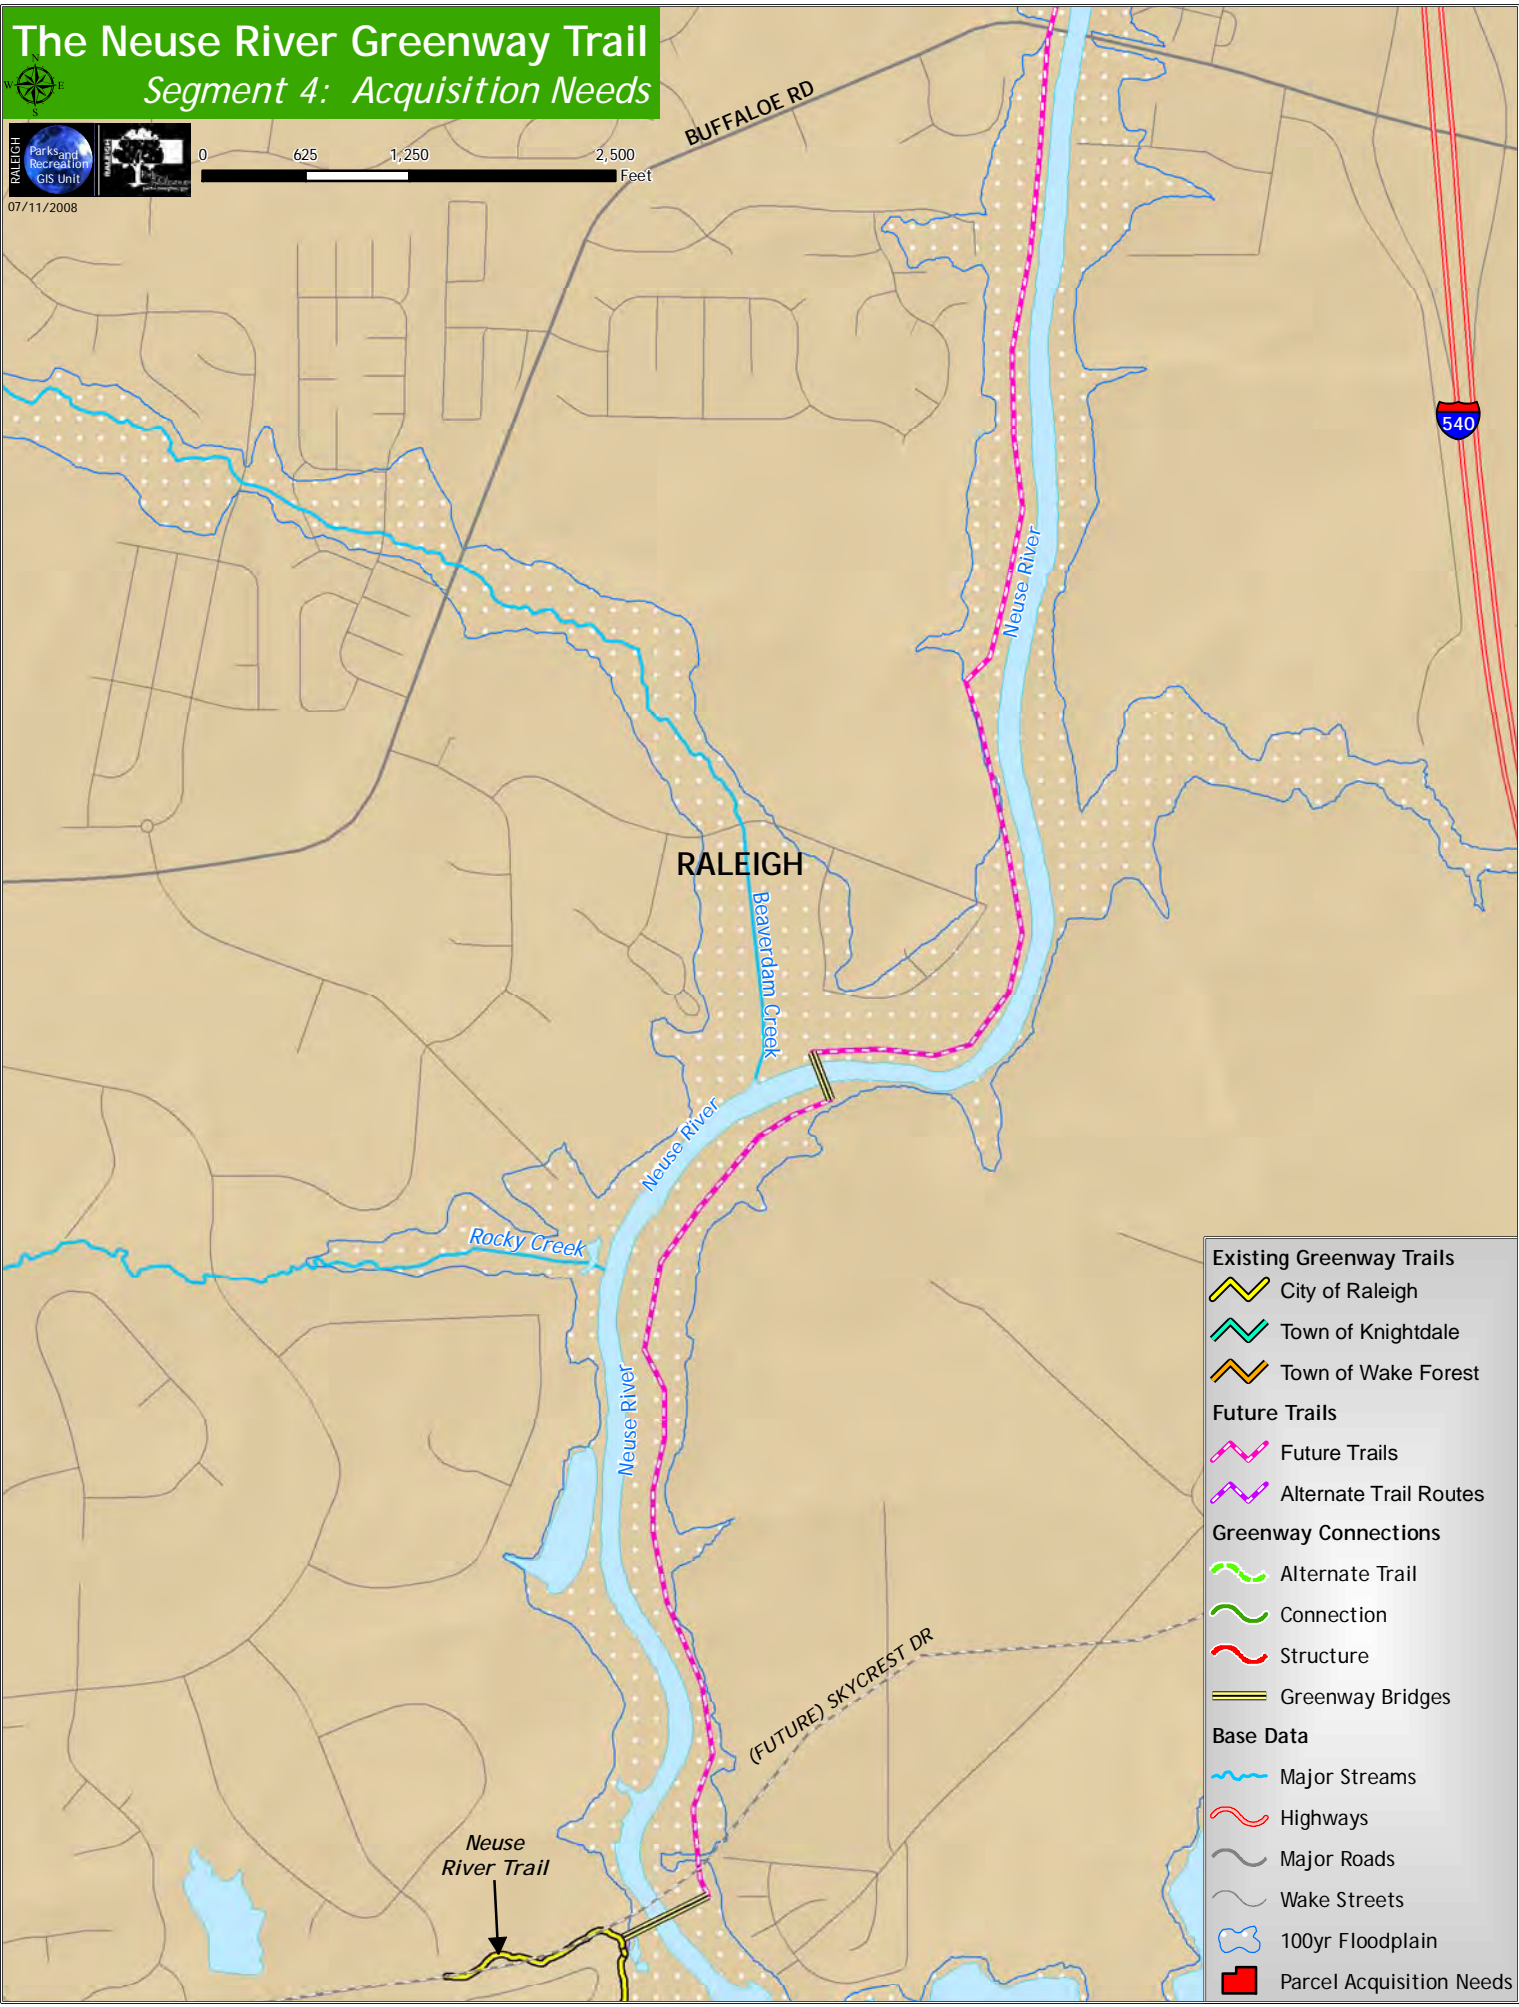 The Neuse River Greenway Trail
Segment 4: Acquisition Needs
N
W E
S
RALEIGH
Parks and
Recreation
GIS Unit
RALEIGH
07/11/2008
0 625 1,250 2,500
Feet
BUFFALOE RD
540
Neuse River
RALEIGH
Beaverdam Creek
Neuse River
Rocky Creek
Neuse River
(FUTURE) SKYCREST DR
Neuse
River Trail
Existing Greenway Trails
City of Raleigh
Town of Knightdale
Town of Wake Forest
Future Trails
Future Trails
Alternate Trail Routes
Greenway Connections
Alternate Trail
Connection
Structure
Greenway Bridges
Base Data
Major Streams
Highways
Major Roads
Wake Streets
100yr Floodplain
Parcel Acquisition Needs